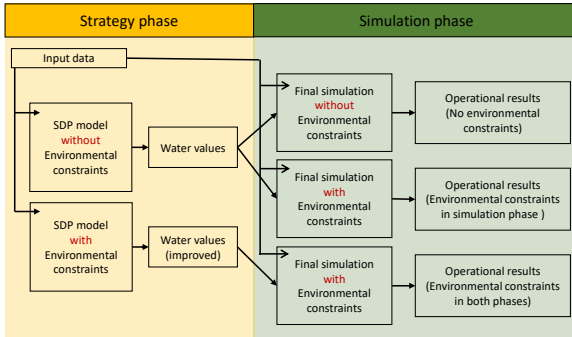 Strategy phase
Simulation phase
Input data
SDP model
without
Environmental
constraints
Water values
SDP model
with
Environmental
constraints
Water values
(improved)
Final simulation
without
Environmental
constraints
Operational results
(No environmental
constraints)
Final simulation
with
Environmental
constraints
Operational results
(Environmental constraints
in simulation phase )
Final simulation
with
Environmental
constraints
Operational results
(Environmental constraints
in both phases)